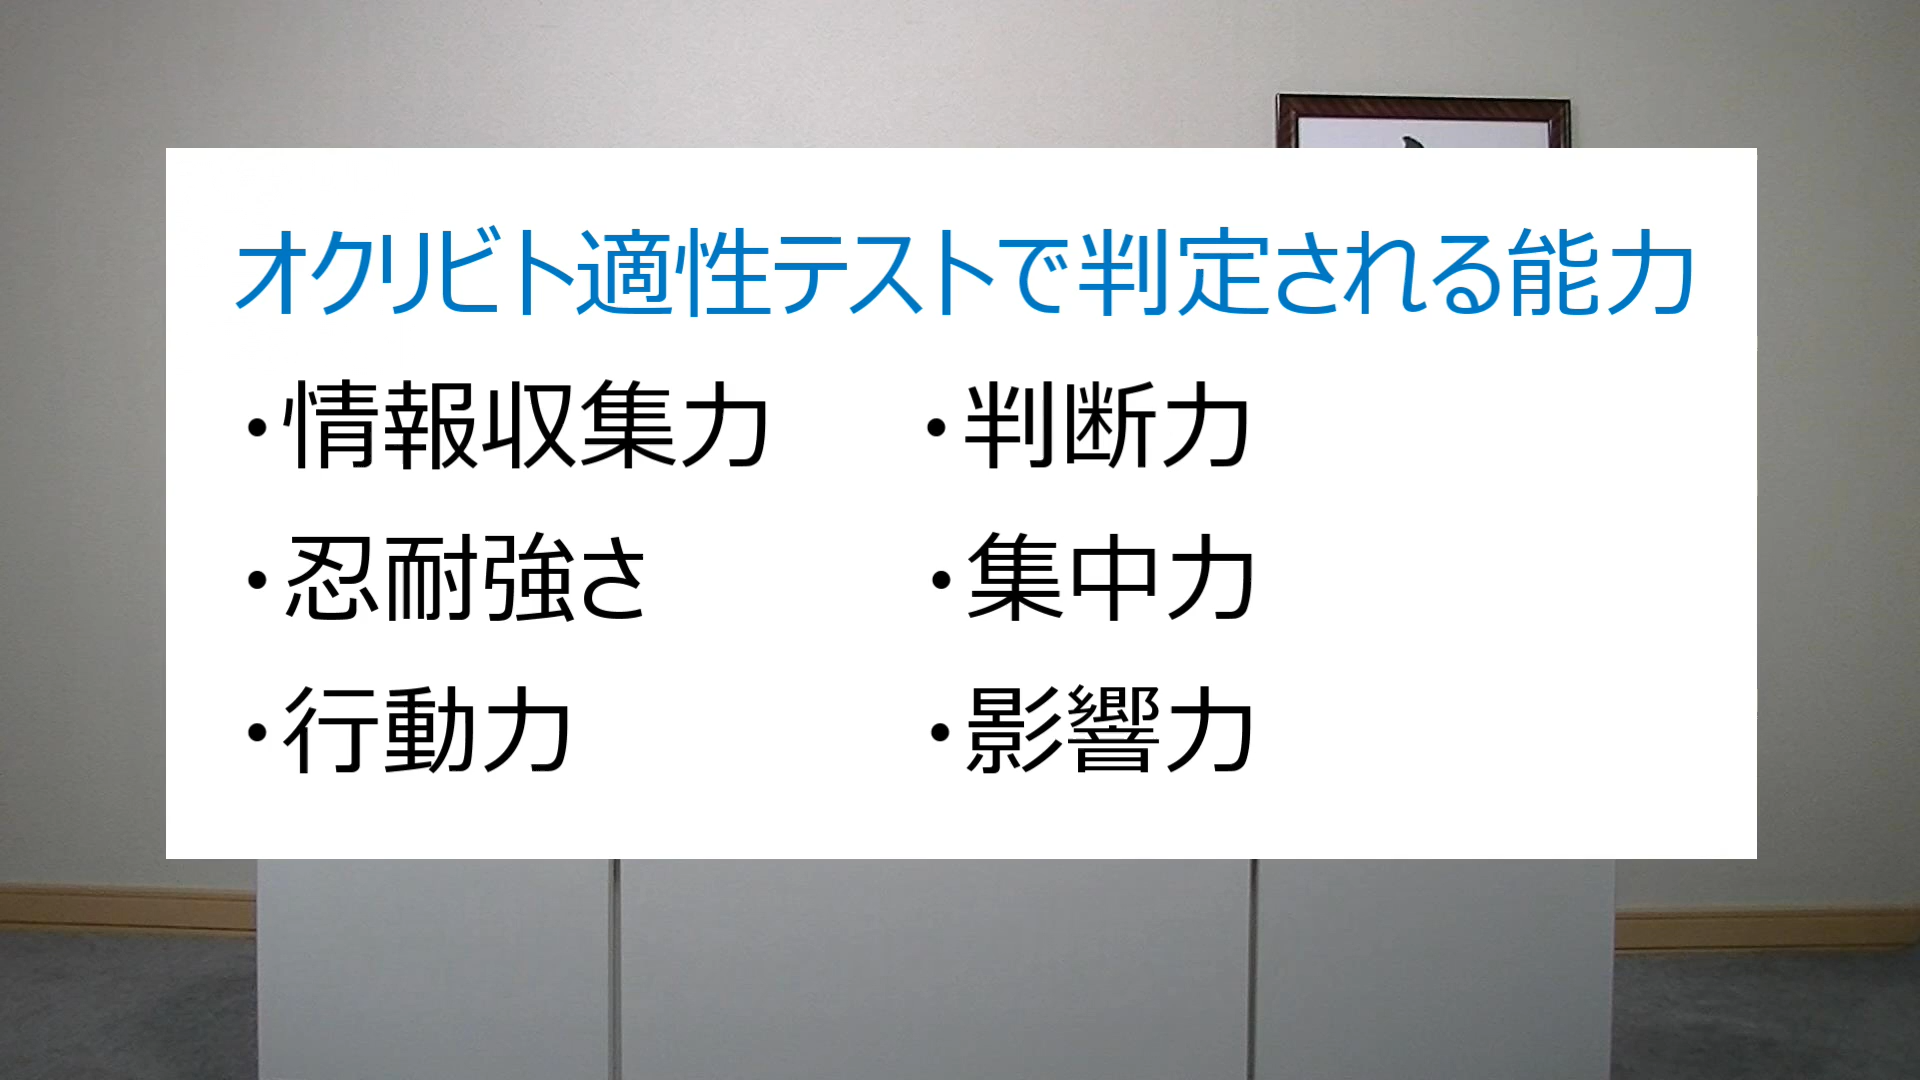 オクリビト適性テストで判定される能力
・情報収集力 ・判断力
・忍耐強さ ・集中力
・行動力 ・影響力